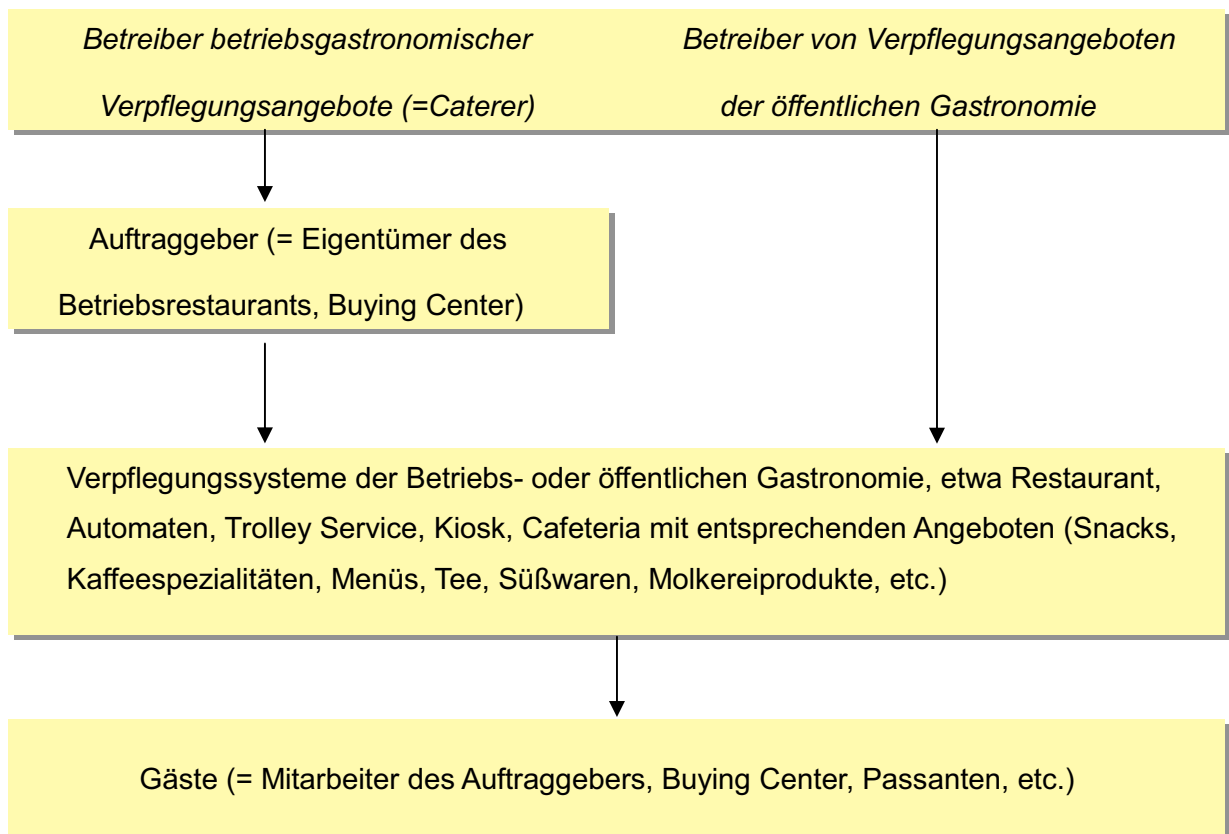 Betreiber betriebsgastronomischer
Verpflegungsangebote (=Caterer)
Betreiber von Verpflegungsangeboten
der öffentlichen Gastronomie
Auftraggeber (= Eigentümer des
Betriebsrestaurants, Buying Center)
Verpflegungssysteme der Betriebs- oder öffentlichen Gastronomie, etwa Restaurant,
Automaten, Trolley Service, Kiosk, Cafeteria mit entsprechenden Angeboten (Snacks,
Kaffeespezialitäten, Menüs, Tee, Süßwaren, Molkereiprodukte, etc.)
Gäste (= Mitarbeiter des Auftraggebers, Buying Center, Passanten, etc.)